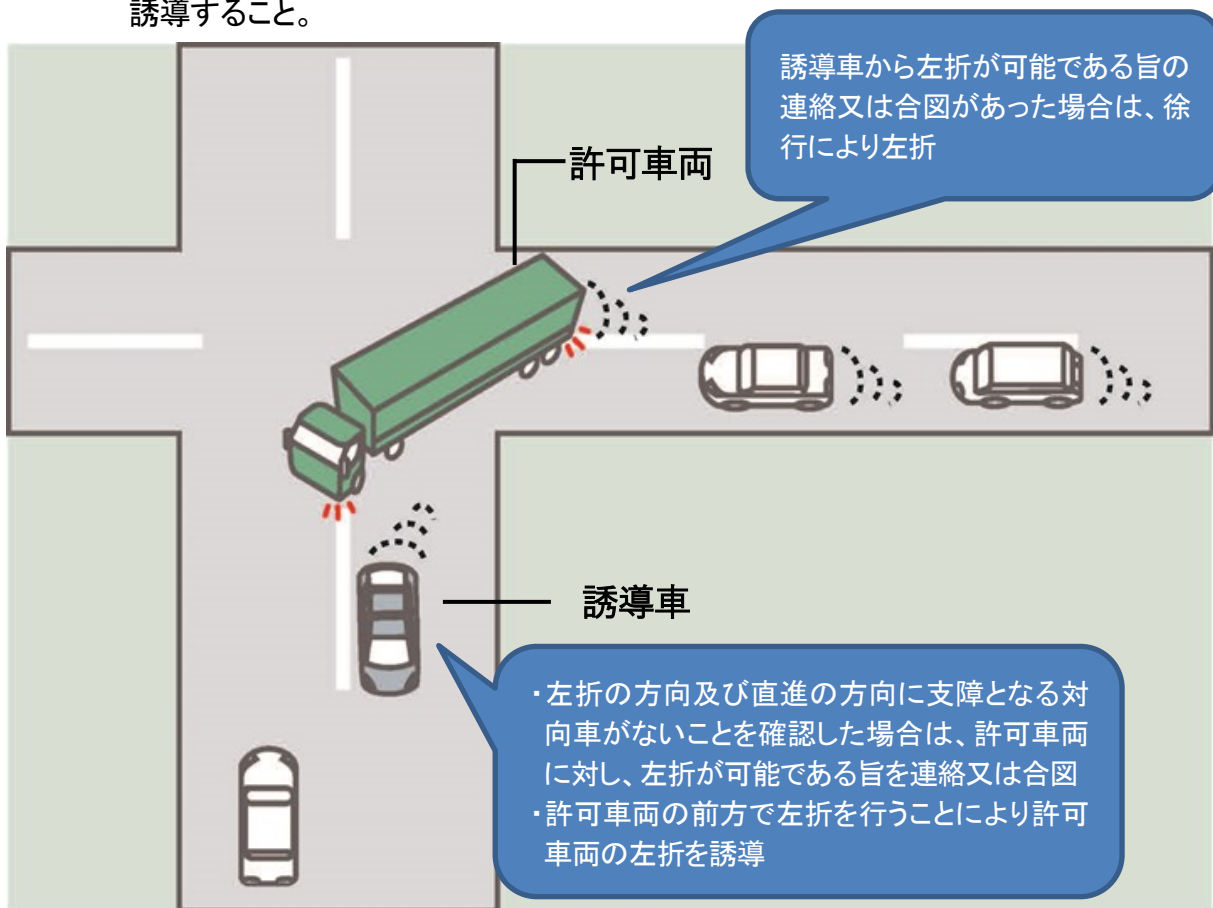 誘導すること。
誘導車から左折が可能である旨の
連絡又は合図があった場合は、徐
行により左折
許可車両
誘導車
・左折の方向及び直進の方向に支障となる対
向車がないことを確認した場合は、許可車両
に対し、左折が可能である旨を連絡又は合図
・許可車両の前方で左折を行うことにより許可
車両の左折を誘導